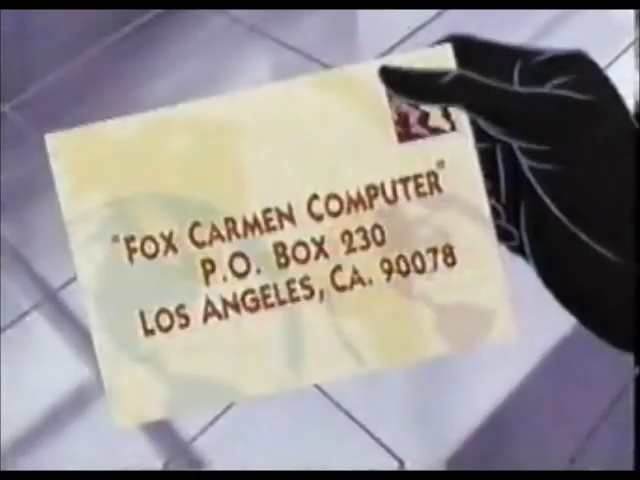 "FOX CARMEN COMPUTER"
P.O. BOX 230
LOS ANGELES, CA. 90078